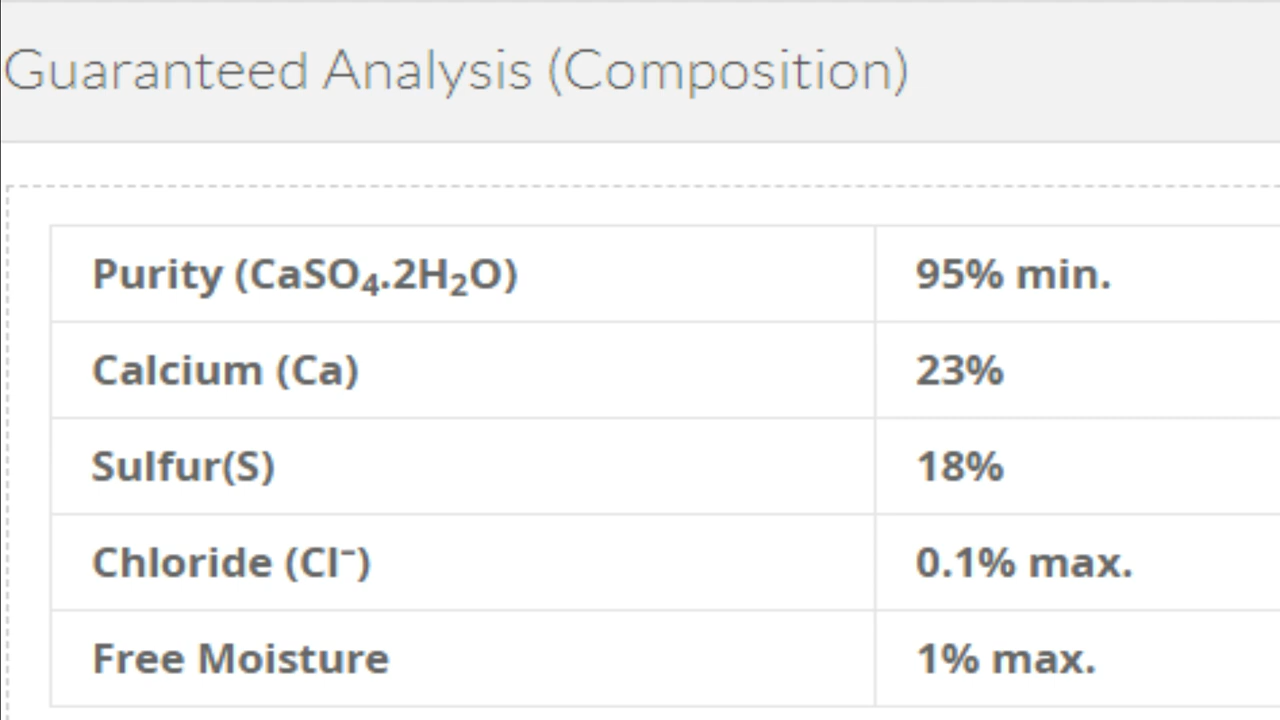 Guaranteed Analysis (Composition)
Purity (CaSO₄.2H₂O) 95% min.
Calcium (Ca) 23%
Sulfur(S) 18%
Chloride (Cl⁻) 0.1% max.
Free Moisture 1% max.